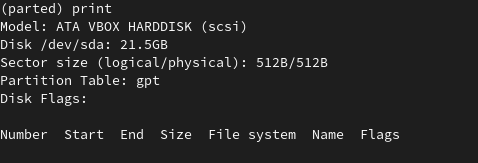 (parted) print
Model: ATA VBOX HARDDISK (scsi)
Disk /dev/sda: 21.5GB
Sector size (logical/physical): 512B/512B
Partition Table: gpt
Disk Flags:
Number  Start  End  Size  File system  Name  Flags